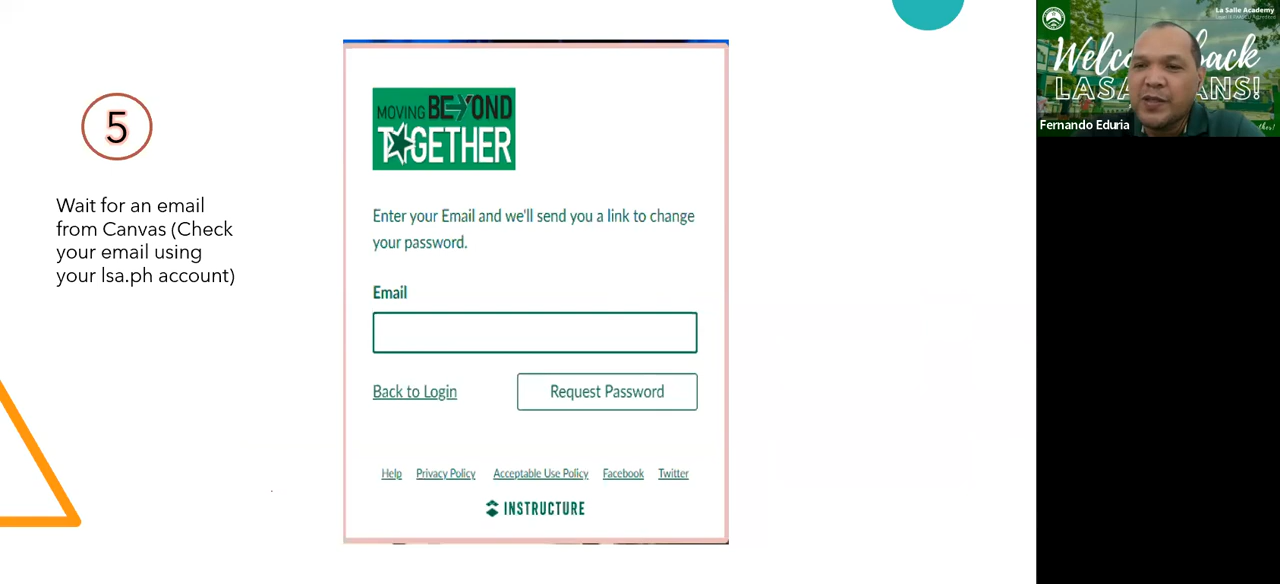 5
Wait for an email
from Canvas (Check
your email using
your lsa.ph account)
MOVING BEYOND
TOGETHER
Enter your Email and we'll send you a link to change
your password.
Email
Back to Login
Request Password
Help
Privacy Policy
Acceptable Use Policy
Facebook
Twitter
INSTRUCTURE
La Salle Academy
LASA
ANS!
Fernando Eduria